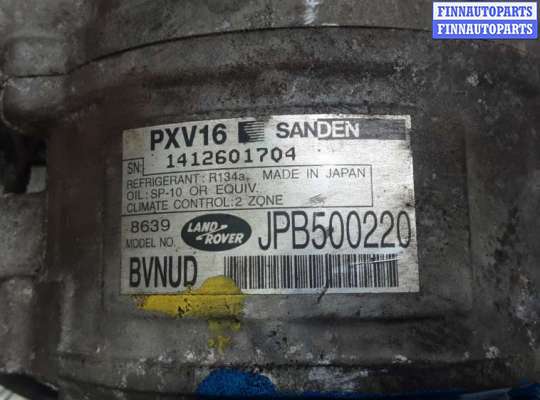 FINNAUTOPARTS
FINNAUTOPARTS
PXV16 SANDEN
SN: 1412601704
REFRIGERANT: R134a, MADE IN JAPAN
OIL: SP-10 OR EQUIV.
CLIMATE CONTROL: 2 ZONE
8639
MODEL NO. LAND ROVER JPB500220
BVNUD